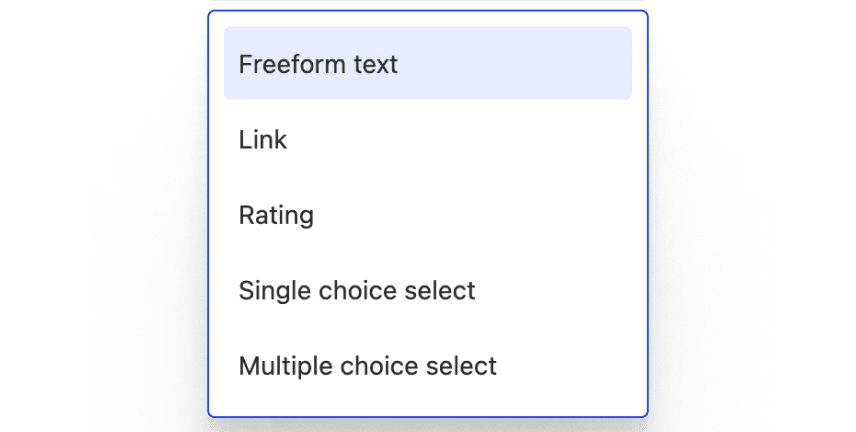 Freeform text
Link
Rating
Single choice select
Multiple choice select